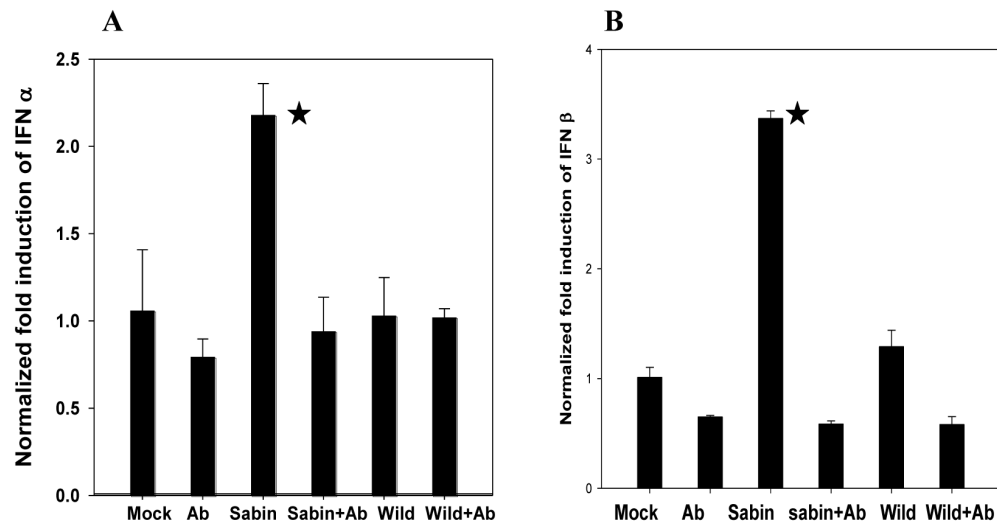 A
Normalized fold induction of IFN α
2.5
2.0
1.5
1.0
0.5
0.0
Mock Ab Sabin Sabin+Ab Wild Wild+Ab
B
Normalized fold induction of IFN β
4
3
2
1
0
Mock Ab Sabin sabin+Ab Wild Wild+Ab